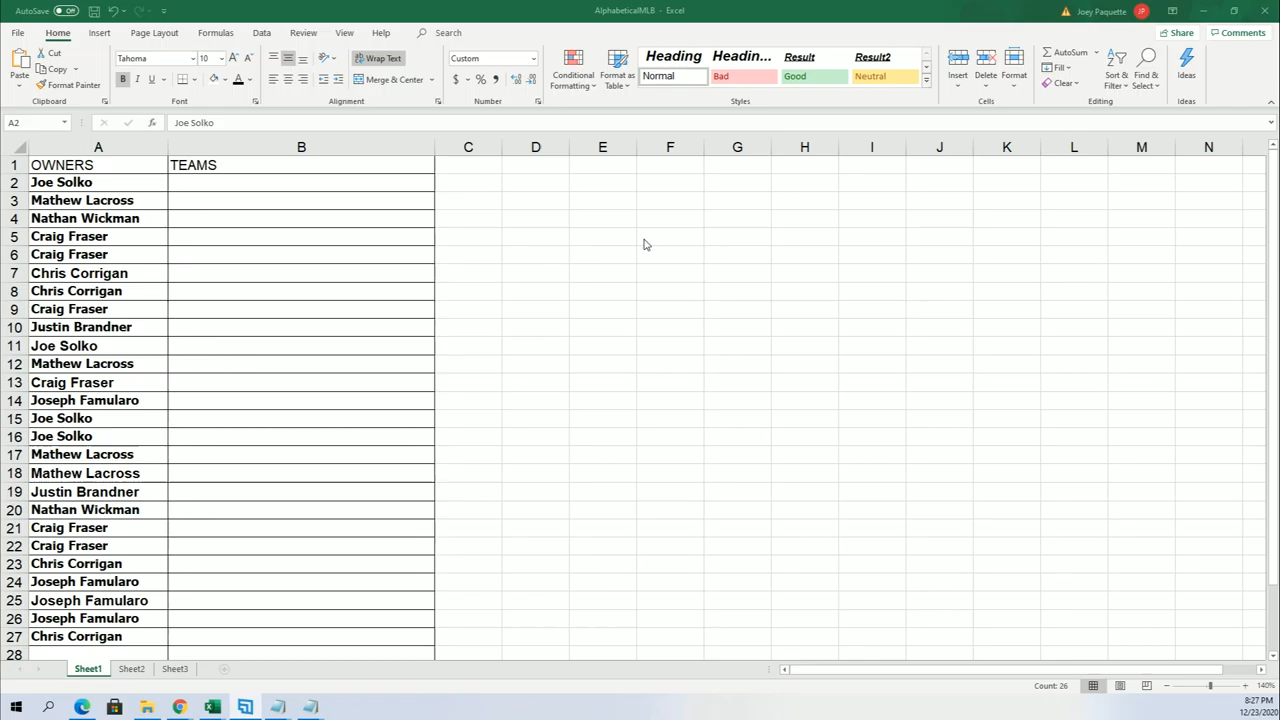 AutoSave Off AlphabeticalMLB - Excel Joey Paquette JP
File Home Insert Page Layout Formulas Data Review View Help Search Share Comments
Paste Cut Copy Format Painter Clipboard
Tahoma 10 B I U A Font
Wrap Text Merge & Center Alignment
Custom $ % , Number
Conditional Formatting Format as Table Heading Headin... Result Result2 Normal Bad Good Neutral Styles
Insert Delete Format Cells
AutoSum Fill Clear Sort & Filter Find & Select Editing
Ideas Ideas
A2 fx Joe Solko
A B C D E F G H I J K L M N
1 OWNERS TEAMS
2 Joe Solko
3 Mathew Lacross
4 Nathan Wickman
5 Craig Fraser
6 Craig Fraser
7 Chris Corrigan
8 Chris Corrigan
9 Craig Fraser
10 Justin Brandner
11 Joe Solko
12 Mathew Lacross
13 Craig Fraser
14 Joseph Famularo
15 Joe Solko
16 Joe Solko
17 Mathew Lacross
18 Mathew Lacross
19 Justin Brandner
20 Nathan Wickman
21 Craig Fraser
22 Craig Fraser
23 Chris Corrigan
24 Joseph Famularo
25 Joseph Famularo
26 Joseph Famularo
27 Chris Corrigan
28
Sheet1 Sheet2 Sheet3
Count: 26 140%
8:27 PM
12/23/2020